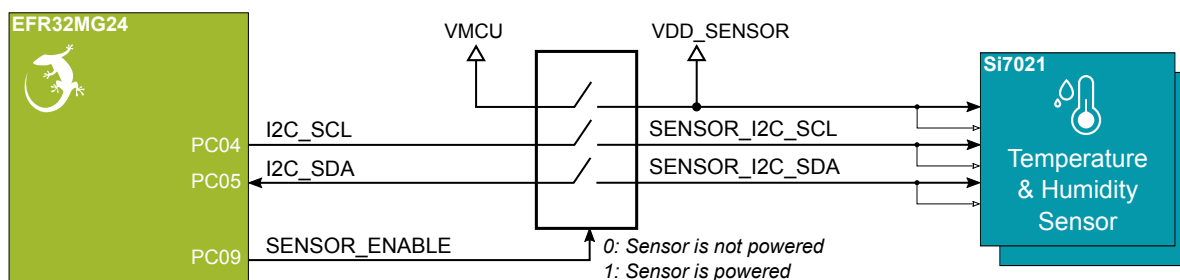 EFR32MG24
VMCU
VDD_SENSOR
Si7021
I2C_SCL
SENSOR_I2C_SCL
PC04
I2C_SDA
SENSOR_I2C_SDA
PC05
Temperature
& Humidity
Sensor
SENSOR_ENABLE
PC09
0: Sensor is not powered
1: Sensor is powered